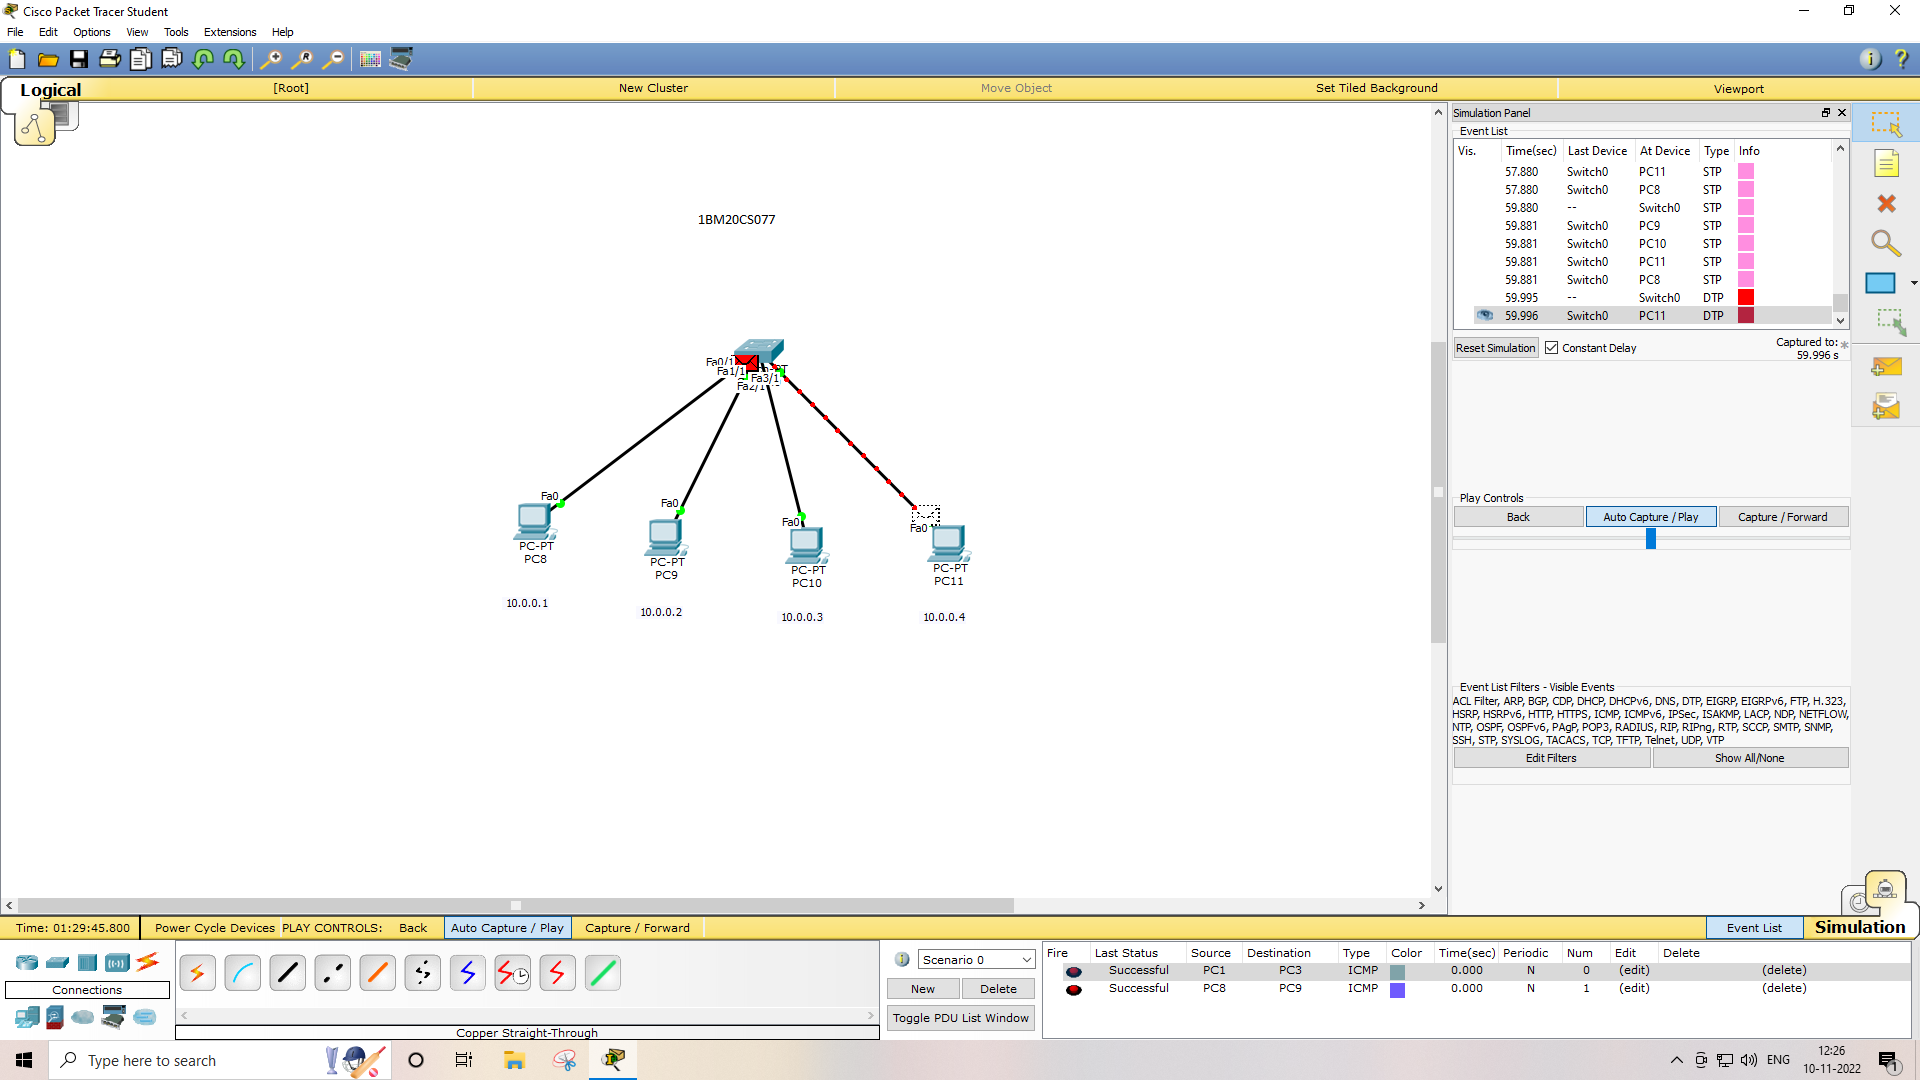 Cisco Packet Tracer Student
File Edit Options View Tools Extensions Help
Logical [Root] New Cluster Move Object Set Tiled Background Viewport
1BM20CS077
Fa0/1
Fa1/1
Fa2/1
Fa3/1
Fa0
Fa0
Fa0
Fa0
PC-PT
PC8
PC-PT
PC9
PC-PT
PC10
PC-PT
PC11
10.0.0.1
10.0.0.2
10.0.0.3
10.0.0.4
Simulation Panel
Event List
Vis. Time(sec) Last Device At Device Type Info
57.880 Switch0 PC11 STP
57.880 Switch0 PC8 STP
59.880 -- Switch0 STP
59.881 Switch0 PC9 STP
59.881 Switch0 PC10 STP
59.881 Switch0 PC11 STP
59.881 Switch0 PC8 STP
59.995 -- Switch0 DTP
59.996 Switch0 PC11 DTP
Reset Simulation Constant Delay Captured to: *
59.996 s
Play Controls
Back Auto Capture / Play Capture / Forward
Event List Filters - Visible Events
ACL Filter, ARP, BGP, CDP, DHCP, DHCPv6, DNS, DTP, EIGRP, EIGRPv6, FTP, H.323,
HSRP, HSRPv6, HTTP, HTTPS, ICMP, ICMPv6, IPSec, ISAKMP, LACP, NDP, NETFLOW,
NTP, OSPF, OSPFv6, PAgP, POP3, RADIUS, RIP, RIPng, RTP, SCCP, SMTP, SNMP,
SSH, STP, SYSLOG, TACACS, TCP, TFTP, Telnet, UDP, VTP
Edit Filters Show All/None
Time: 01:29:45.800 Power Cycle Devices PLAY CONTROLS: Back Auto Capture / Play Capture / Forward Event List Simulation
Connections
Copper Straight-Through
Scenario 0
New Delete
Toggle PDU List Window
Fire Last Status Source Destination Type Color Time(sec) Periodic Num Edit Delete
Successful PC1 PC3 ICMP 0.000 N 0 (edit) (delete)
Successful PC8 PC9 ICMP 0.000 N 1 (edit) (delete)
Type here to search
ENG
12:26
10-11-2022
1